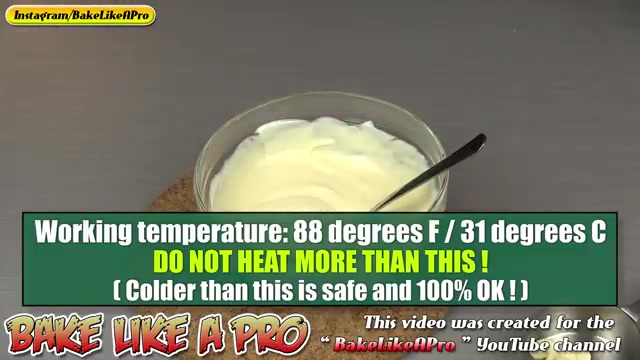 Instagram/BakeLikeAPro
Working temperature: 88 degrees F / 31 degrees C
DO NOT HEAT MORE THAN THIS !
( Colder than this is safe and 100% OK ! )
BAKE LIKE A PRO
This video was created for the
“ BakeLikeAPro ” YouTube channel